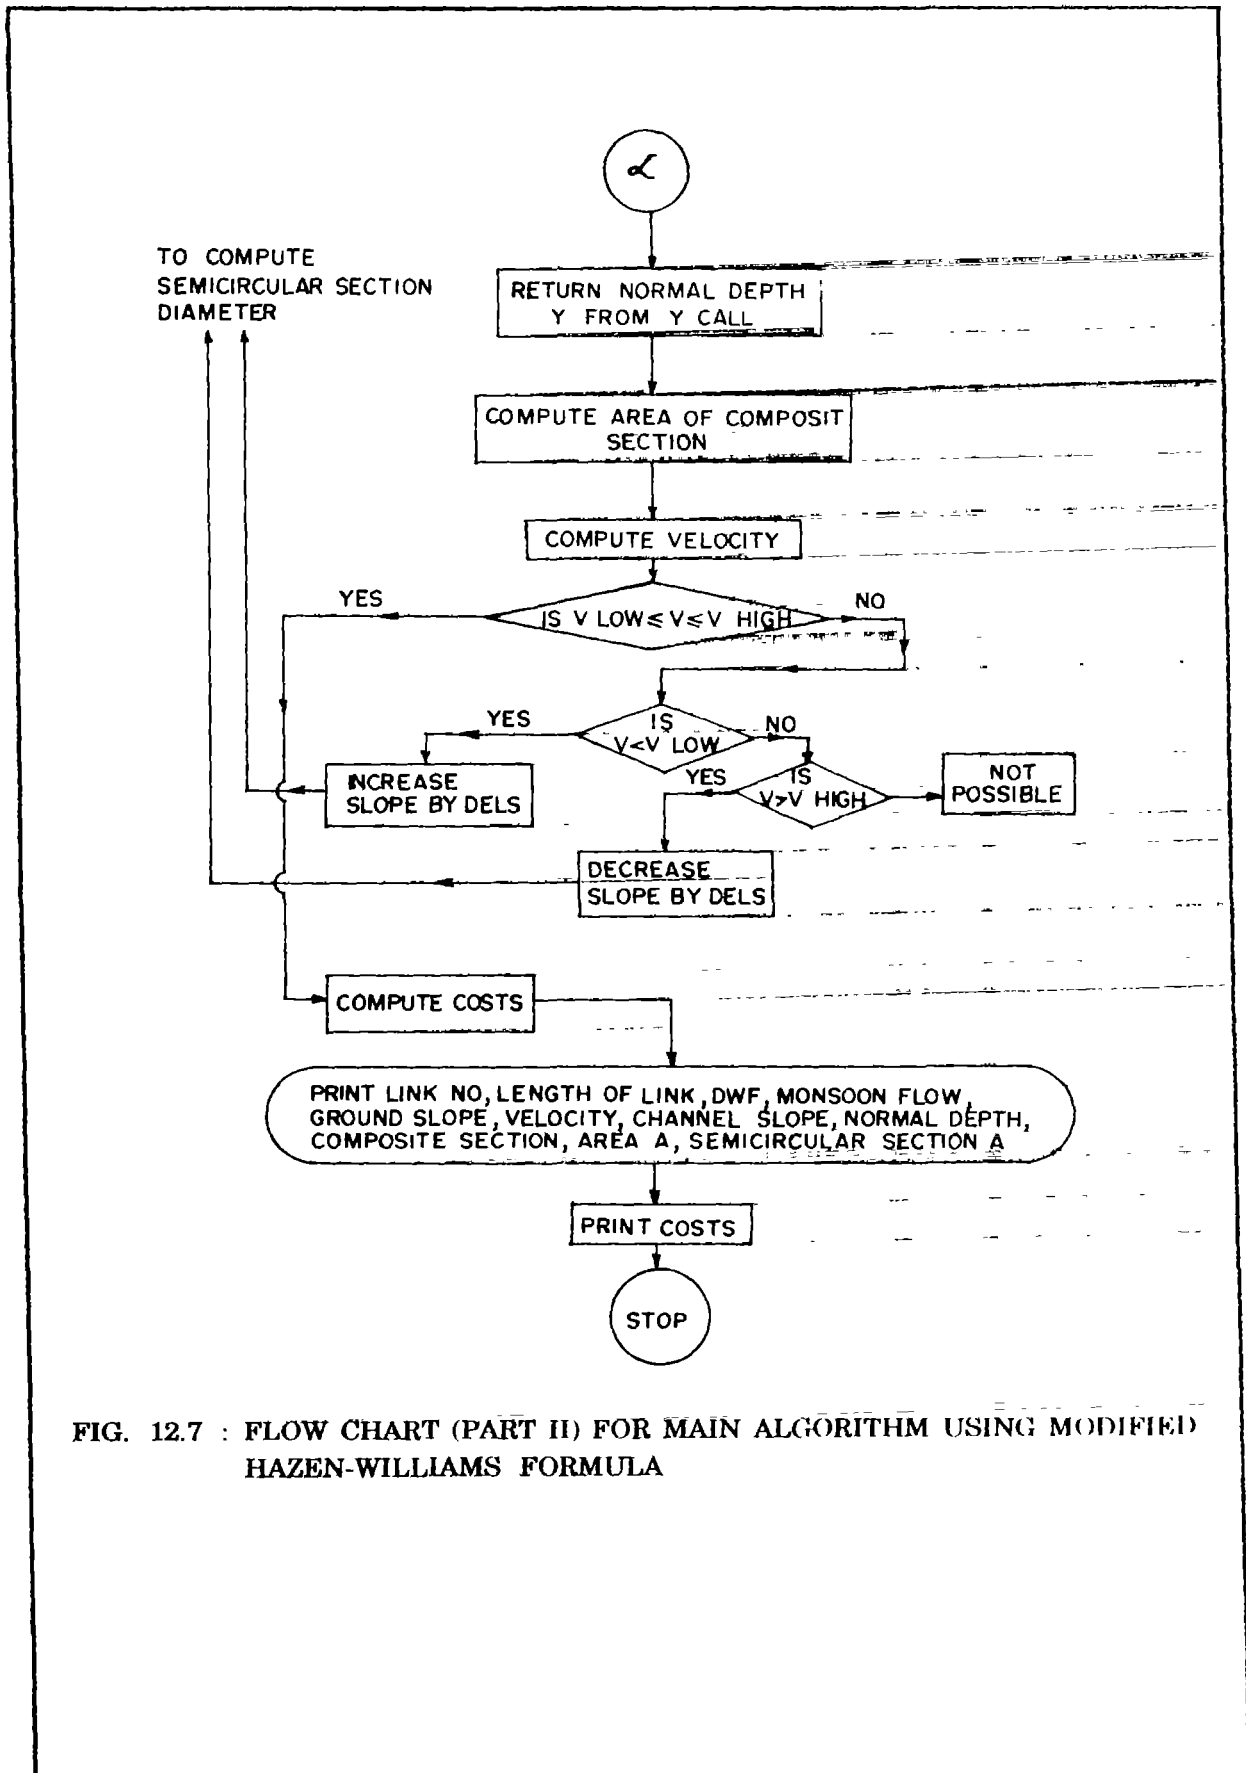 α
TO COMPUTE
SEMICIRCULAR SECTION
DIAMETER
RETURN NORMAL DEPTH
Y FROM Y CALL
COMPUTE AREA OF COMPOSIT
SECTION
COMPUTE VELOCITY
YES
IS V LOW ≤ V ≤ V HIGH
NO
YES
IS
V<V LOW
NO
INCREASE
SLOPE BY DELS
YES
IS
V>V HIGH
NOT
POSSIBLE
DECREASE
SLOPE BY DELS
COMPUTE COSTS
PRINT LINK NO, LENGTH OF LINK, DWF, MONSOON FLOW,
GROUND SLOPE, VELOCITY, CHANNEL SLOPE, NORMAL DEPTH,
COMPOSITE SECTION, AREA A, SEMICIRCULAR SECTION A
PRINT COSTS
STOP
FIG. 12.7 : FLOW CHART (PART II) FOR MAIN ALGORITHM USING MODIFIED
HAZEN-WILLIAMS FORMULA